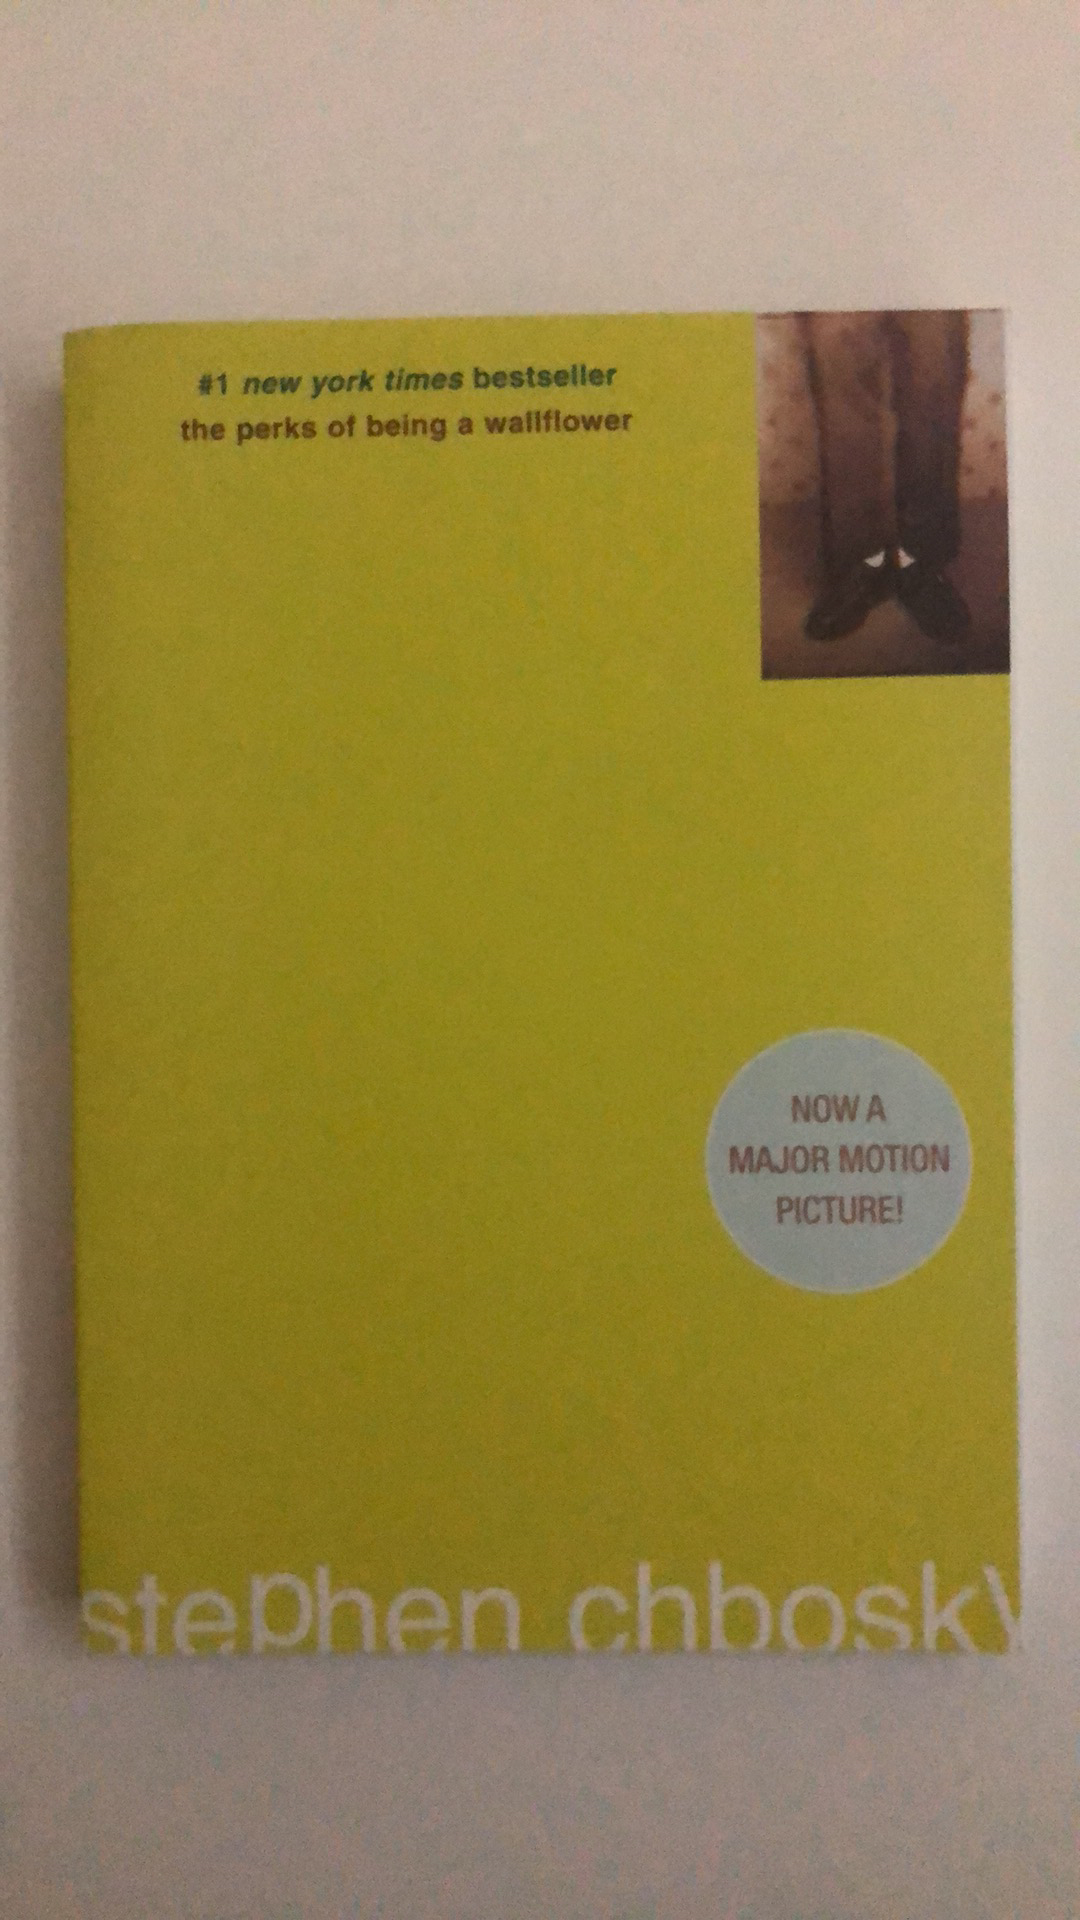 #1 new york times bestseller
the perks of being a wallflower
NOW A
MAJOR MOTION
PICTURE!
stephen chbosky